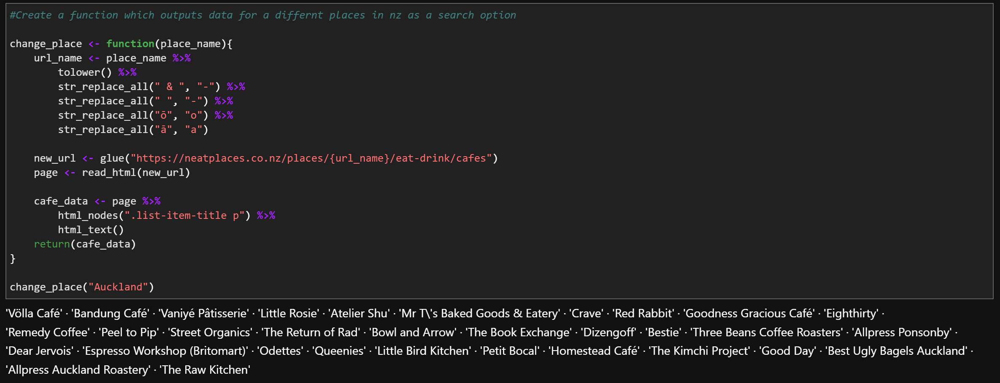 #Create a function which outputs data for a differnt places in nz as a search option
change_place <- function(place_name){
    url_name <- place_name %>%
        tolower() %>%
        str_replace_all(" & ", "-") %>%
        str_replace_all(" ", "-") %>%
        str_replace_all("ō", "o") %>%
        str_replace_all("ā", "a")
    new_url <- glue("https://neatplaces.co.nz/places/{url_name}/eat-drink/cafes")
    page <- read_html(new_url)
    cafe_data <- page %>%
        html_nodes(".list-item-title p") %>%
        html_text()
    return(cafe_data)
}
change_place("Auckland")
'Völla Café' · 'Bandung Café' · 'Vaniyé Pâtisserie' · 'Little Rosie' · 'Atelier Shu' · 'Mr T\'s Baked Goods & Eatery' · 'Crave' · 'Red Rabbit' · 'Goodness Gracious Café' · 'Eighthirty' ·
'Remedy Coffee' · 'Peel to Pip' · 'Street Organics' · 'The Return of Rad' · 'Bowl and Arrow' · 'The Book Exchange' · 'Dizengoff' · 'Bestie' · 'Three Beans Coffee Roasters' · 'Allpress Ponsonby' ·
'Dear Jervois' · 'Espresso Workshop (Britomart)' · 'Odettes' · 'Queenies' · 'Little Bird Kitchen' · 'Petit Bocal' · 'Homestead Café' · 'The Kimchi Project' · 'Good Day' · 'Best Ugly Bagels Auckland' ·
'Allpress Auckland Roastery' · 'The Raw Kitchen'